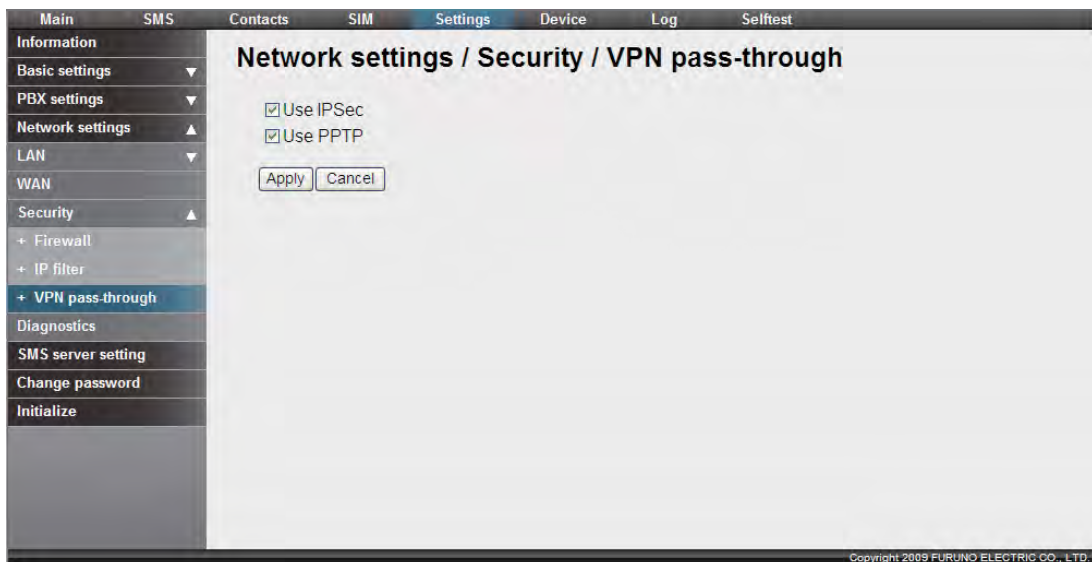 Main SMS Contacts SIM Settings Device Log Selftest
Information
Basic settings ▼
PBX settings ▼
Network settings ▲
LAN ▼
WAN
Security ▲
+ Firewall
+ IP filter
+ VPN pass-through
Diagnostics
SMS server setting
Change password
Initialize
Network settings / Security / VPN pass-through
Use IPSec
Use PPTP
Apply Cancel
Copyright 2009 FURUNO ELECTRIC CO., LTD.